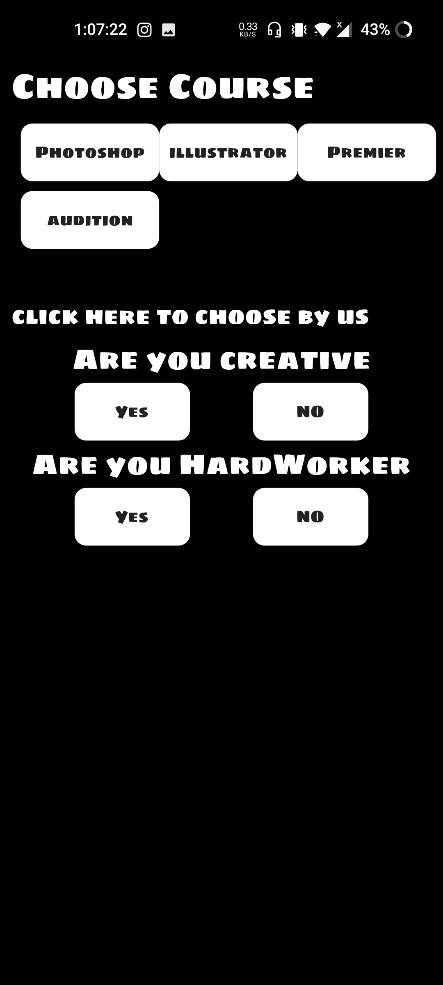 1:07:22 0.33 KB/S X 43%
Choose Course
Photoshop illustrator Premier
audition
click here to choose by us
Are you creative
Yes NO
Are you HardWorker
Yes NO